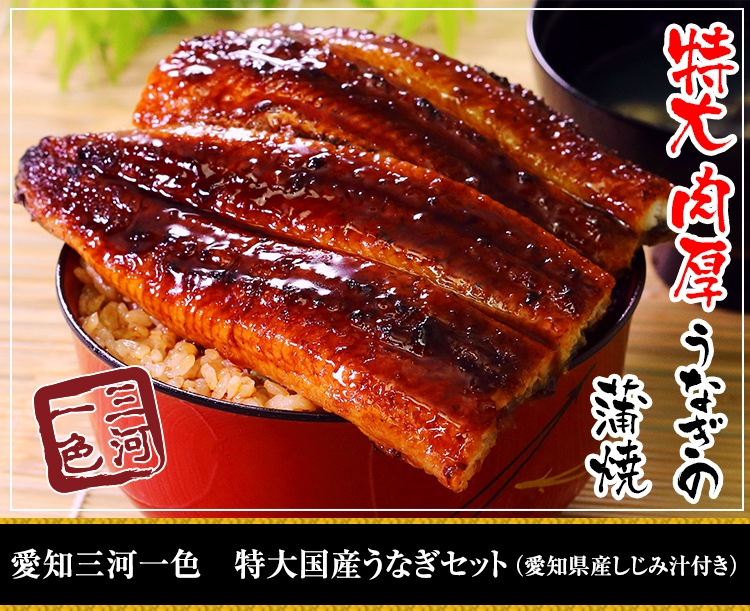 特大肉厚
うなぎの
蒲焼
三河
一色
愛知三河一色　特大国産うなぎセット（愛知県産しじみ汁付き）